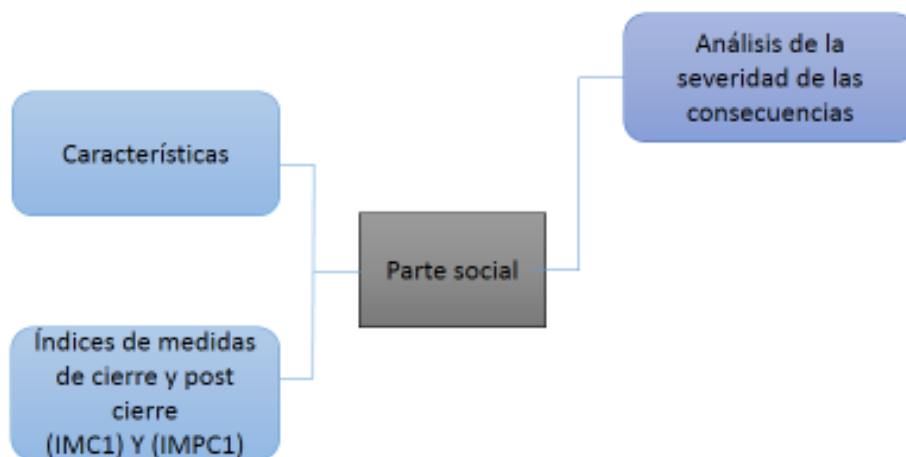 Análisis de la
severidad de las
consecuencias
Características
Parte social
Índices de medidas
de cierre y post
cierre
(IMC1) Y (IMPC1)